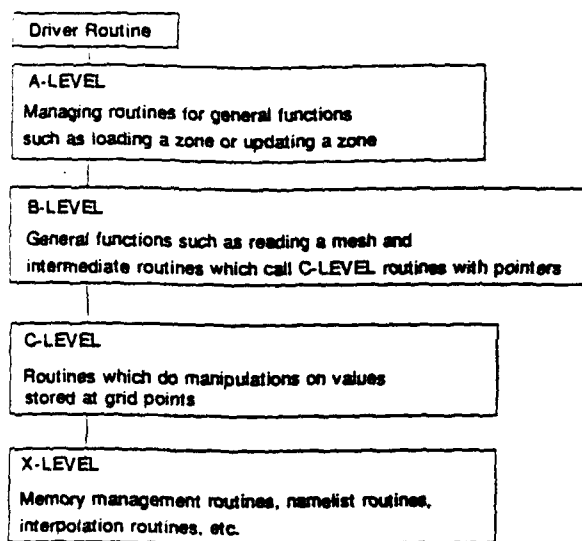 Driver Routine
A-LEVEL
Managing routines for general functions
such as loading a zone or updating a zone
B-LEVEL
General functions such as reading a mesh and
intermediate routines which call C-LEVEL routines with pointers
C-LEVEL
Routines which do manipulations on values
stored at grid points
X-LEVEL
Memory management routines, namelist routines,
interpolation routines, etc.